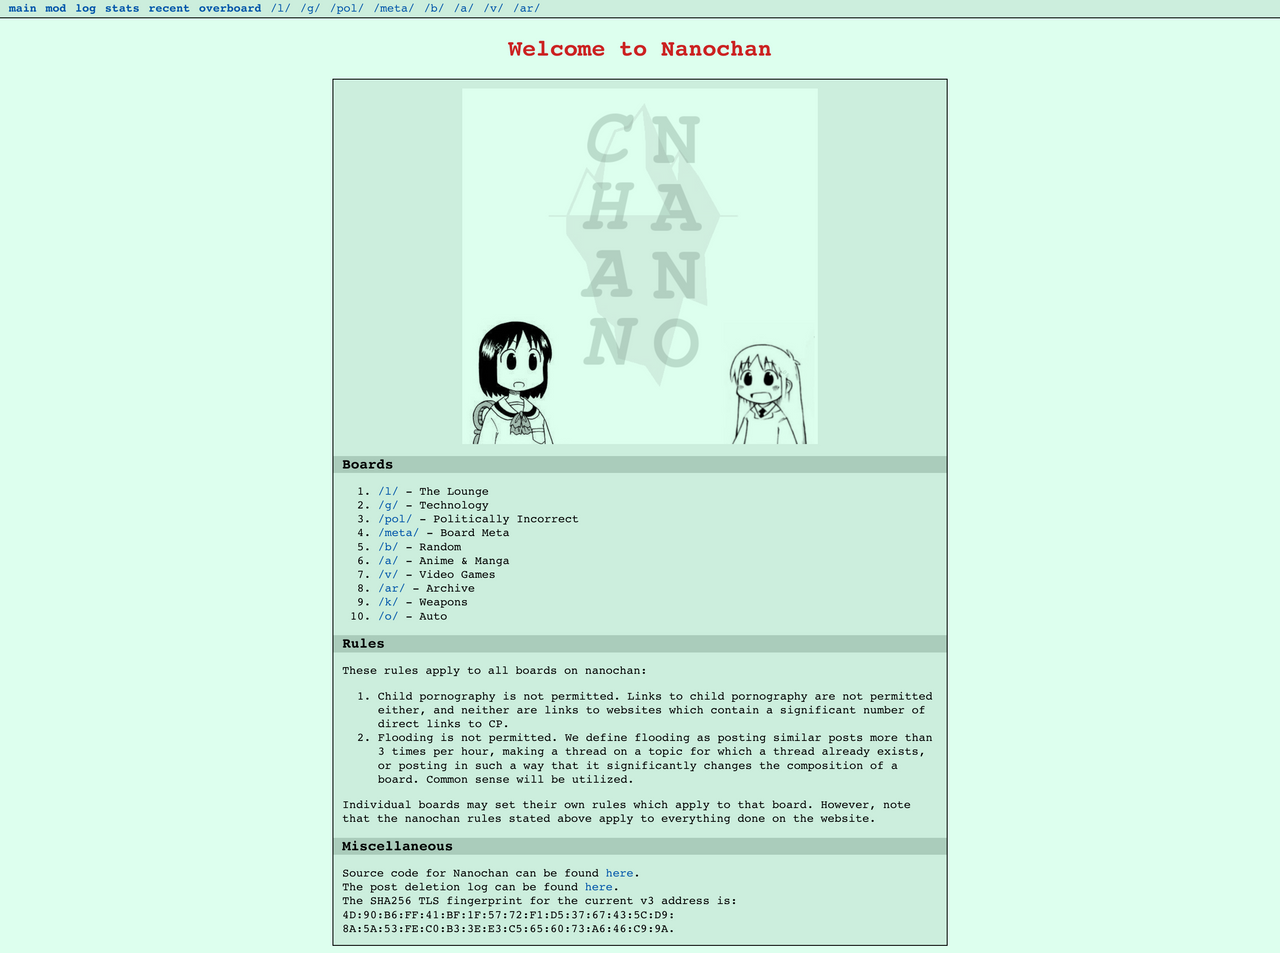 main mod log stats recent overboard /l/ /g/ /pol/ /meta/ /b/ /a/ /v/ /ar/
Welcome to Nanochan
C N
H A
A N
N O
Boards
1. /l/ - The Lounge
2. /g/ - Technology
3. /pol/ - Politically Incorrect
4. /meta/ - Board Meta
5. /b/ - Random
6. /a/ - Anime & Manga
7. /v/ - Video Games
8. /ar/ - Archive
9. /k/ - Weapons
10. /o/ - Auto
Rules
These rules apply to all boards on nanochan:
1. Child pornography is not permitted. Links to child pornography are not permitted
either, and neither are links to websites which contain a significant number of
direct links to CP.
2. Flooding is not permitted. We define flooding as posting similar posts more than
3 times per hour, making a thread on a topic for which a thread already exists,
or posting in such a way that it significantly changes the composition of a
board. Common sense will be utilized.
Individual boards may set their own rules which apply to that board. However, note
that the nanochan rules stated above apply to everything done on the website.
Miscellaneous
Source code for Nanochan can be found here.
The post deletion log can be found here.
The SHA256 TLS fingerprint for the current v3 address is:
4D:90:B6:FF:41:BF:1F:57:72:F1:D5:37:67:43:5C:D9:
8A:5A:53:FE:C0:B3:3E:E3:C5:65:60:73:A6:46:C9:9A.